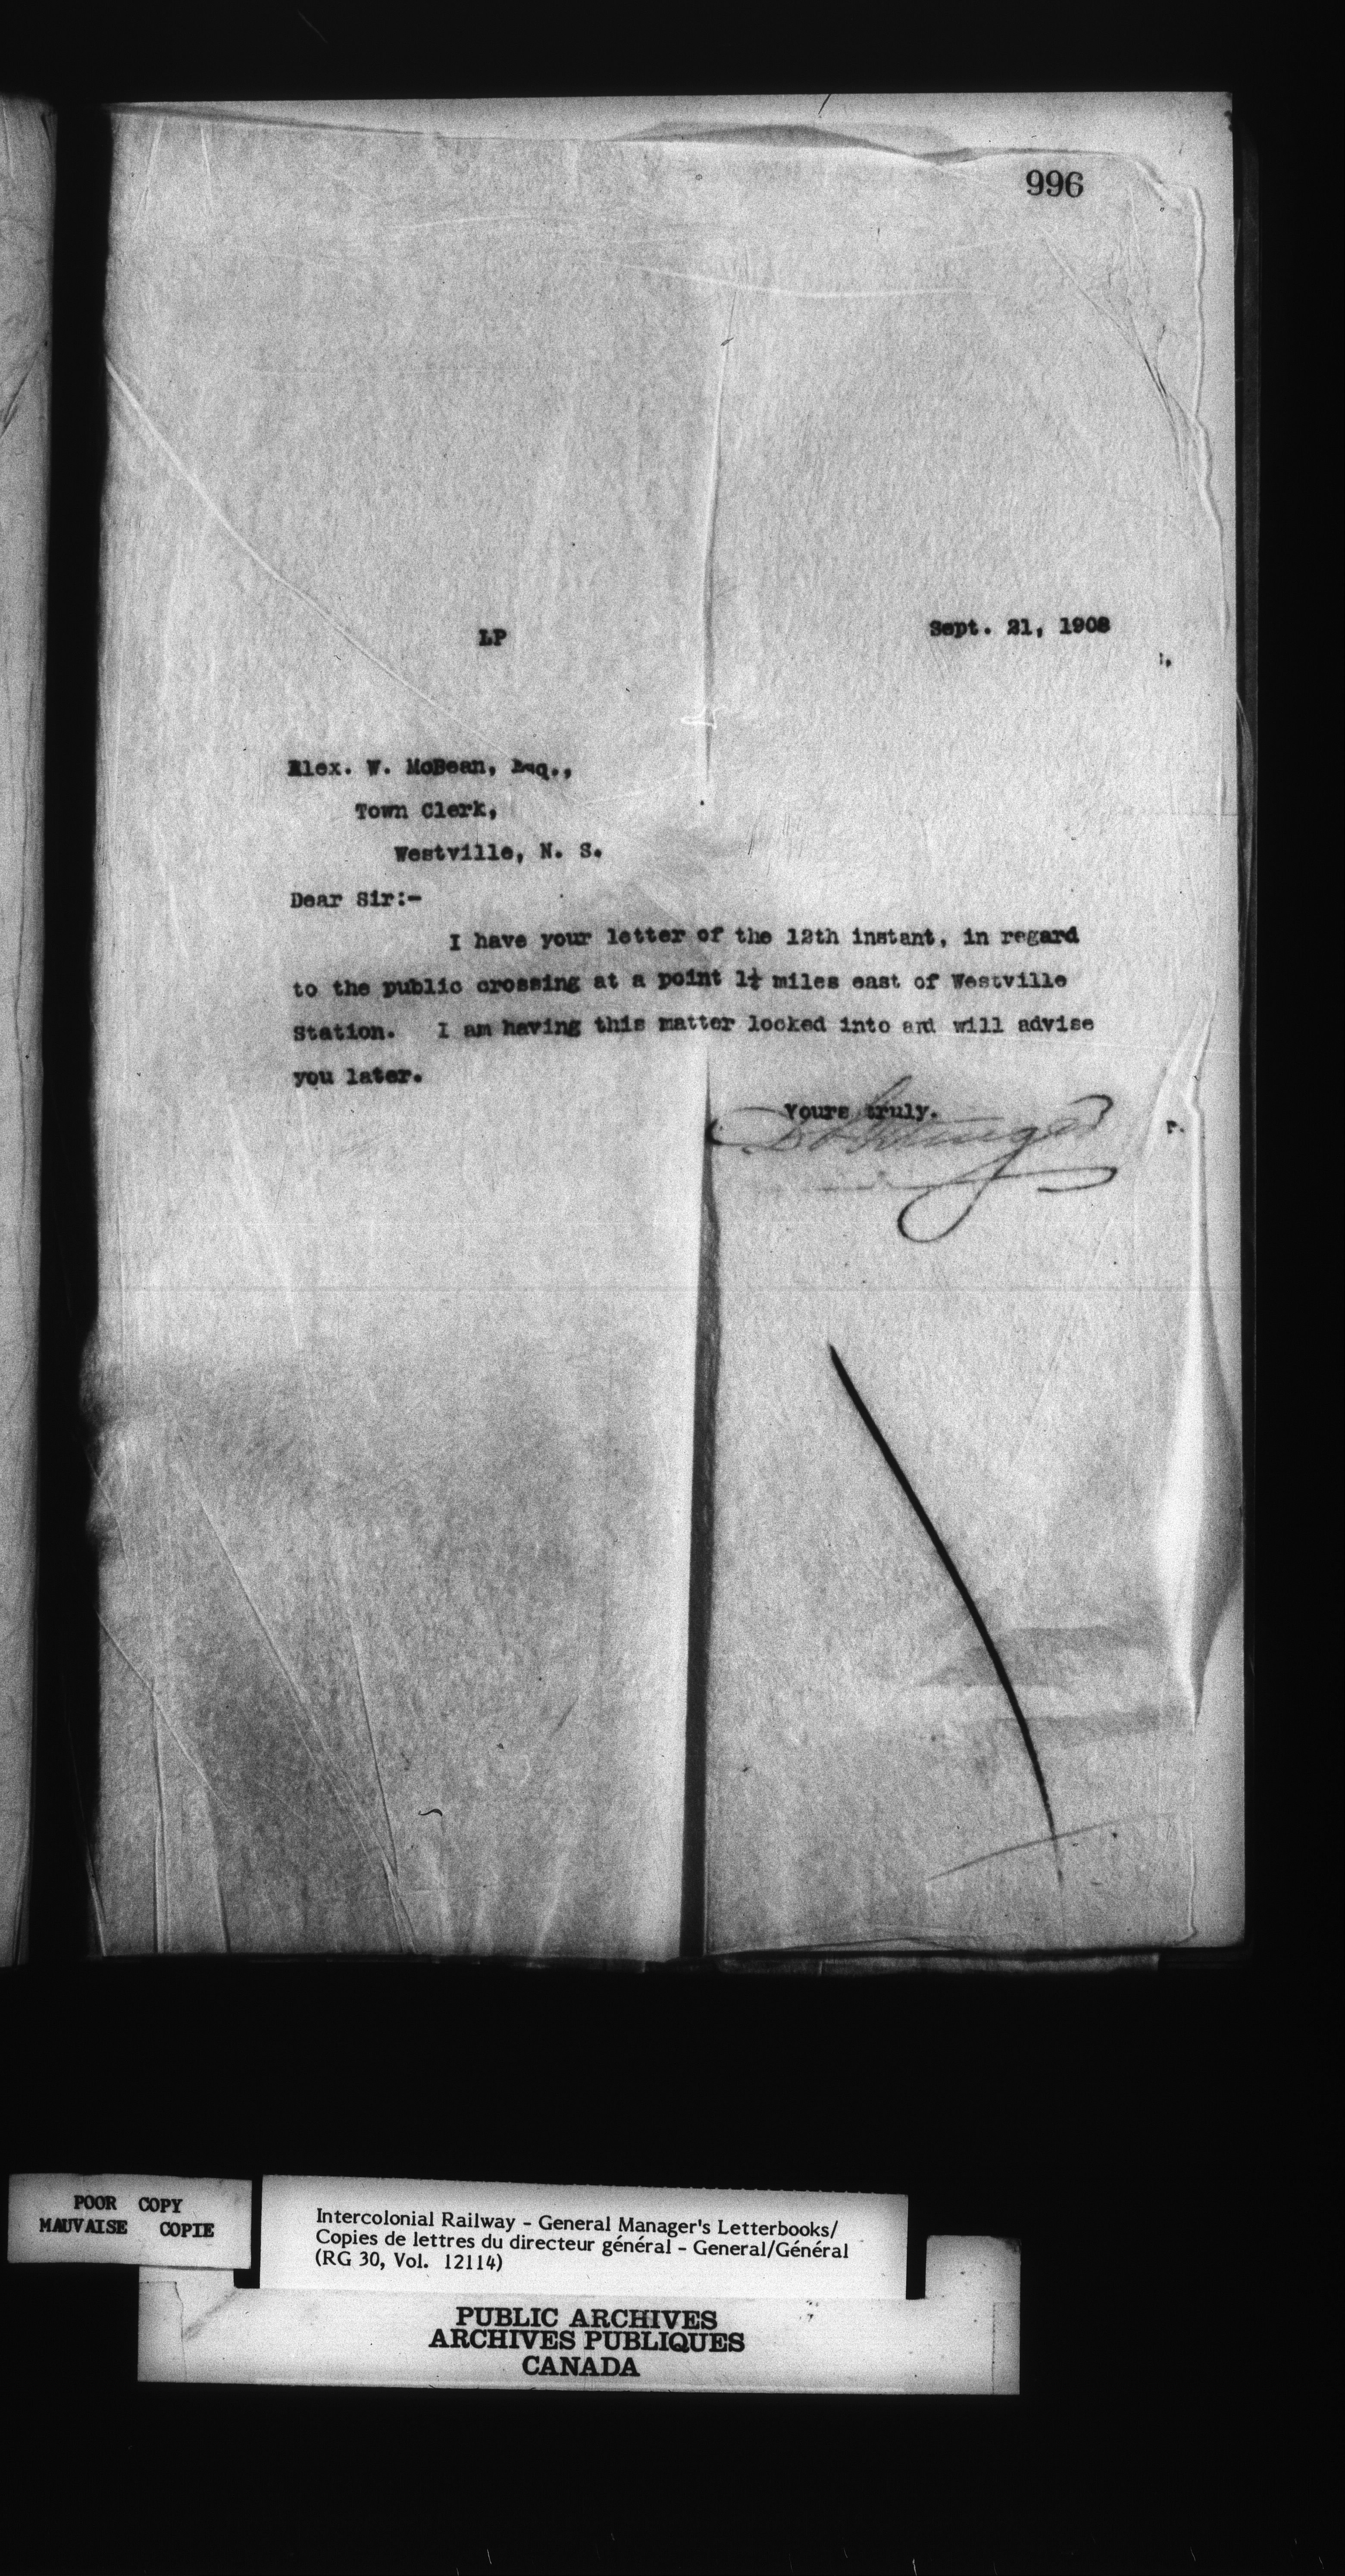 996
LP
Sept. 21, 1908
Alex. W. McBean, Esq.,
Town Clerk,
Westville, N. S.
Dear Sir:-
I have your letter of the 12th instant, in regard
to the public crossing at a point 1¼ miles east of Westville
Station. I am having this matter looked into and will advise
you later.
Yours truly.
POOR COPY
MAUVAISE COPIE
Intercolonial Railway - General Manager's Letterbooks/
Copies de lettres du directeur général - General/Général
(RG 30, Vol. 12114)
PUBLIC ARCHIVES
ARCHIVES PUBLIQUES
CANADA